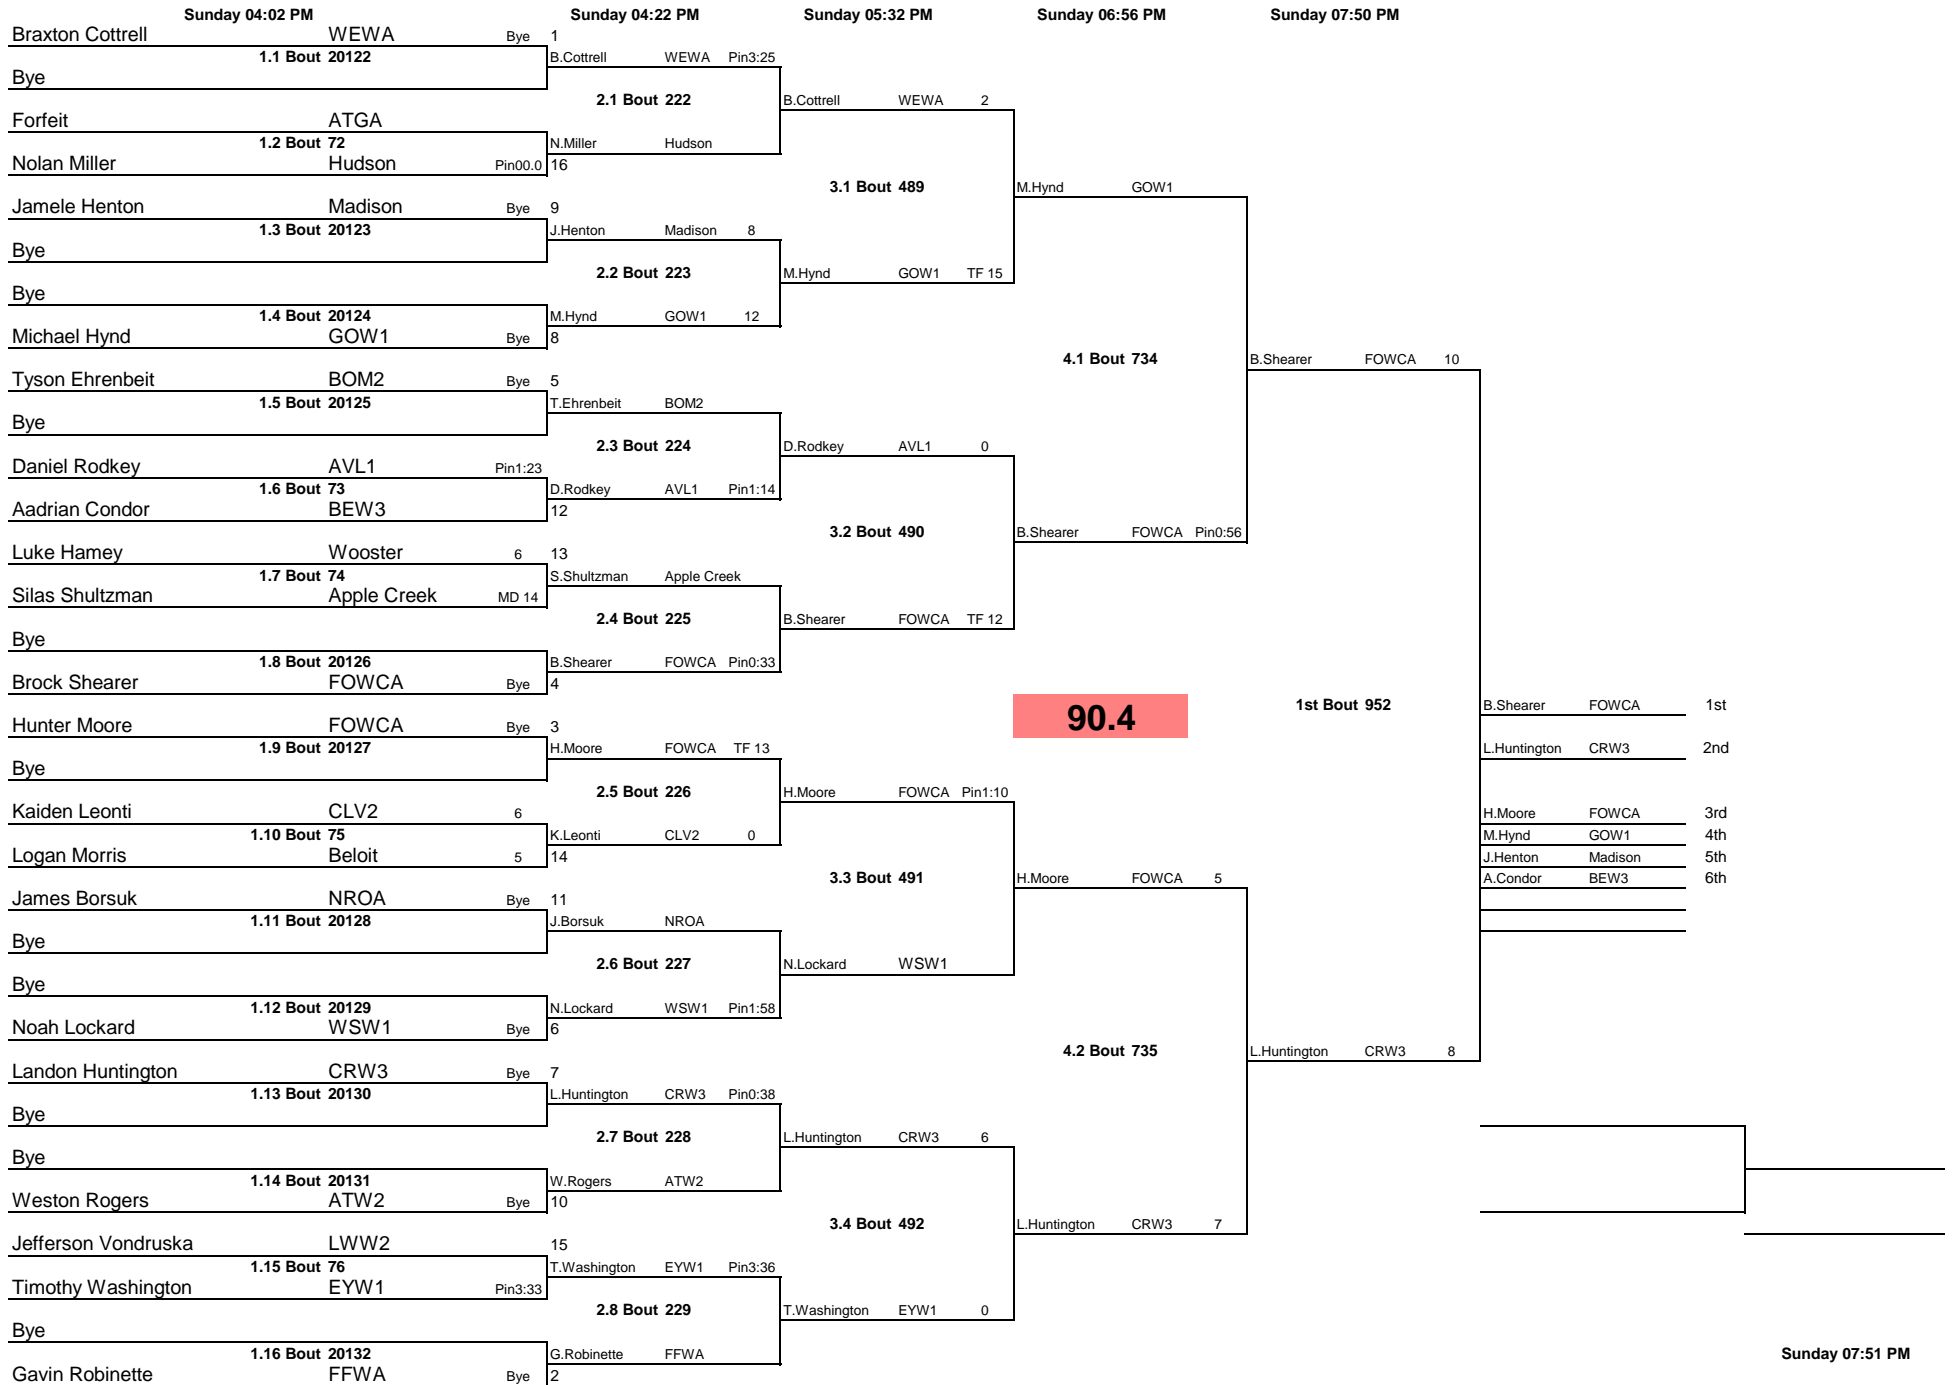 Sunday 04:02 PM Sunday 04:22 PM Sunday 05:32 PM Sunday 06:56 PM Sunday 07:50 PM
Braxton Cottrell WEWA Bye 1
1.1 Bout 20122 B.Cottrell WEWA Pin3:25
Bye
2.1 Bout 222 B.Cottrell WEWA 2
Forfeit ATGA
1.2 Bout 72 N.Miller Hudson
Nolan Miller Hudson Pin00.0 16
3.1 Bout 489 M.Hynd GOW1
Jamele Henton Madison Bye 9
1.3 Bout 20123 J.Henton Madison 8
Bye
2.2 Bout 223 M.Hynd GOW1 TF 15
Bye
1.4 Bout 20124 M.Hynd GOW1 12
Michael Hynd GOW1 Bye 8
4.1 Bout 734 B.Shearer FOWCA 10
Tyson Ehrenbeit BOM2 Bye 5
1.5 Bout 20125 T.Ehrenbeit BOM2
Bye
2.3 Bout 224 D.Rodkey AVL1 0
Daniel Rodkey AVL1 Pin1:23
1.6 Bout 73 D.Rodkey AVL1 Pin1:14
Aadrian Condor BEW3 12
3.2 Bout 490 B.Shearer FOWCA Pin0:56
Luke Hamey Wooster 6 13
1.7 Bout 74 S.Shultzman Apple Creek
Silas Shultzman Apple Creek MD 14
2.4 Bout 225 B.Shearer FOWCA TF 12
Bye
1.8 Bout 20126 B.Shearer FOWCA Pin0:33
Brock Shearer FOWCA Bye 4
90.4 1st Bout 952 B.Shearer FOWCA 1st
Hunter Moore FOWCA Bye 3
1.9 Bout 20127 H.Moore FOWCA TF 13 L.Huntington CRW3 2nd
Bye
2.5 Bout 226 H.Moore FOWCA Pin1:10
Kaiden Leonti CLV2 6 H.Moore FOWCA 3rd
1.10 Bout 75 K.Leonti CLV2 0 M.Hynd GOW1 4th
Logan Morris Beloit 5 14 J.Henton Madison 5th
3.3 Bout 491 H.Moore FOWCA 5 A.Condor BEW3 6th
James Borsuk NROA Bye 11
1.11 Bout 20128 J.Borsuk NROA
Bye
2.6 Bout 227 N.Lockard WSW1
Bye
1.12 Bout 20129 N.Lockard WSW1 Pin1:58
Noah Lockard WSW1 Bye 6
4.2 Bout 735 L.Huntington CRW3 8
Landon Huntington CRW3 Bye 7
1.13 Bout 20130 L.Huntington CRW3 Pin0:38
Bye
2.7 Bout 228 L.Huntington CRW3 6
Bye
1.14 Bout 20131 W.Rogers ATW2
Weston Rogers ATW2 Bye 10
3.4 Bout 492 L.Huntington CRW3 7
Jefferson Vondruska LWW2 15
1.15 Bout 76 T.Washington EYW1 Pin3:36
Timothy Washington EYW1 Pin3:33
2.8 Bout 229 T.Washington EYW1 0
Bye
1.16 Bout 20132 G.Robinette FFWA Sunday 07:51 PM
Gavin Robinette FFWA Bye 2